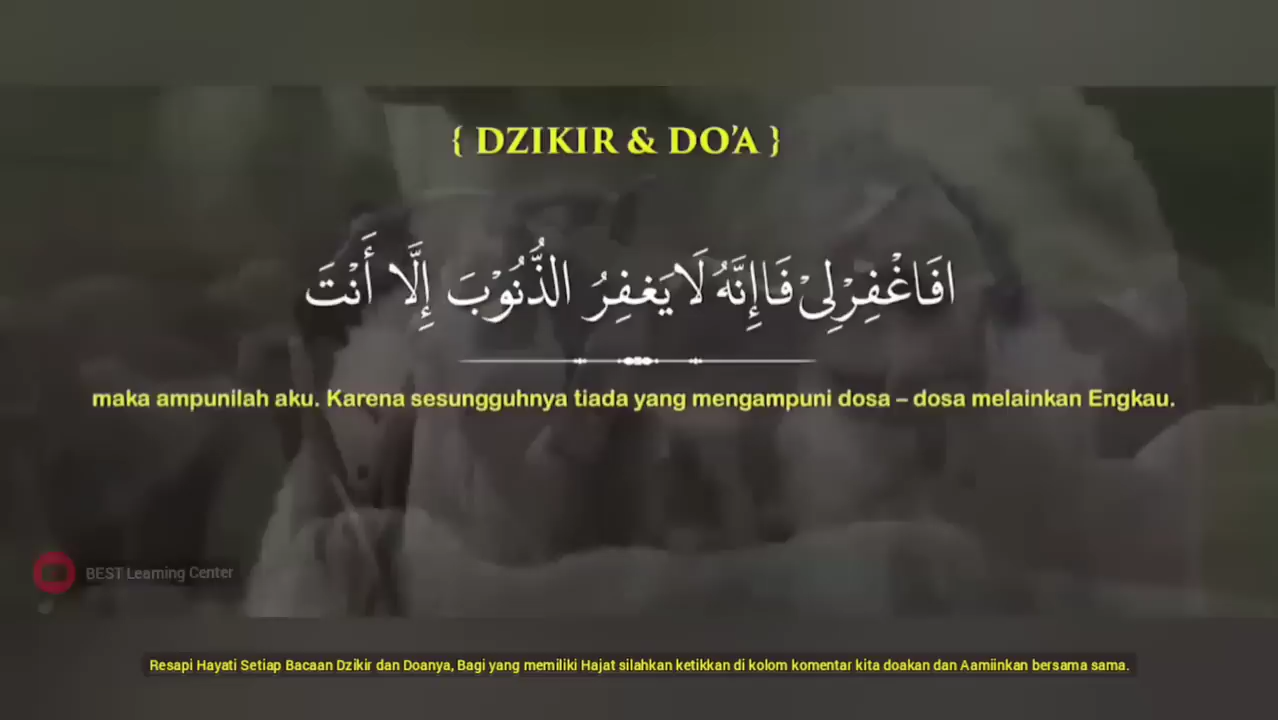 { DZIKIR & DO’A }
افَاغْفِرْلِىْ فَاإِنَّهُ لَا يَغفِرُ الذُّنُوْبَ إِلَّا أَنْتَ
maka ampunilah aku. Karena sesungguhnya tiada yang mengampuni dosa – dosa melainkan Engkau.
BEST Learning Center
Resapi Hayati Setiap Bacaan Dzikir dan Doanya, Bagi yang memiliki Hajat silahkan ketikkan di kolom komentar kita doakan dan Aamiinkan bersama sama.